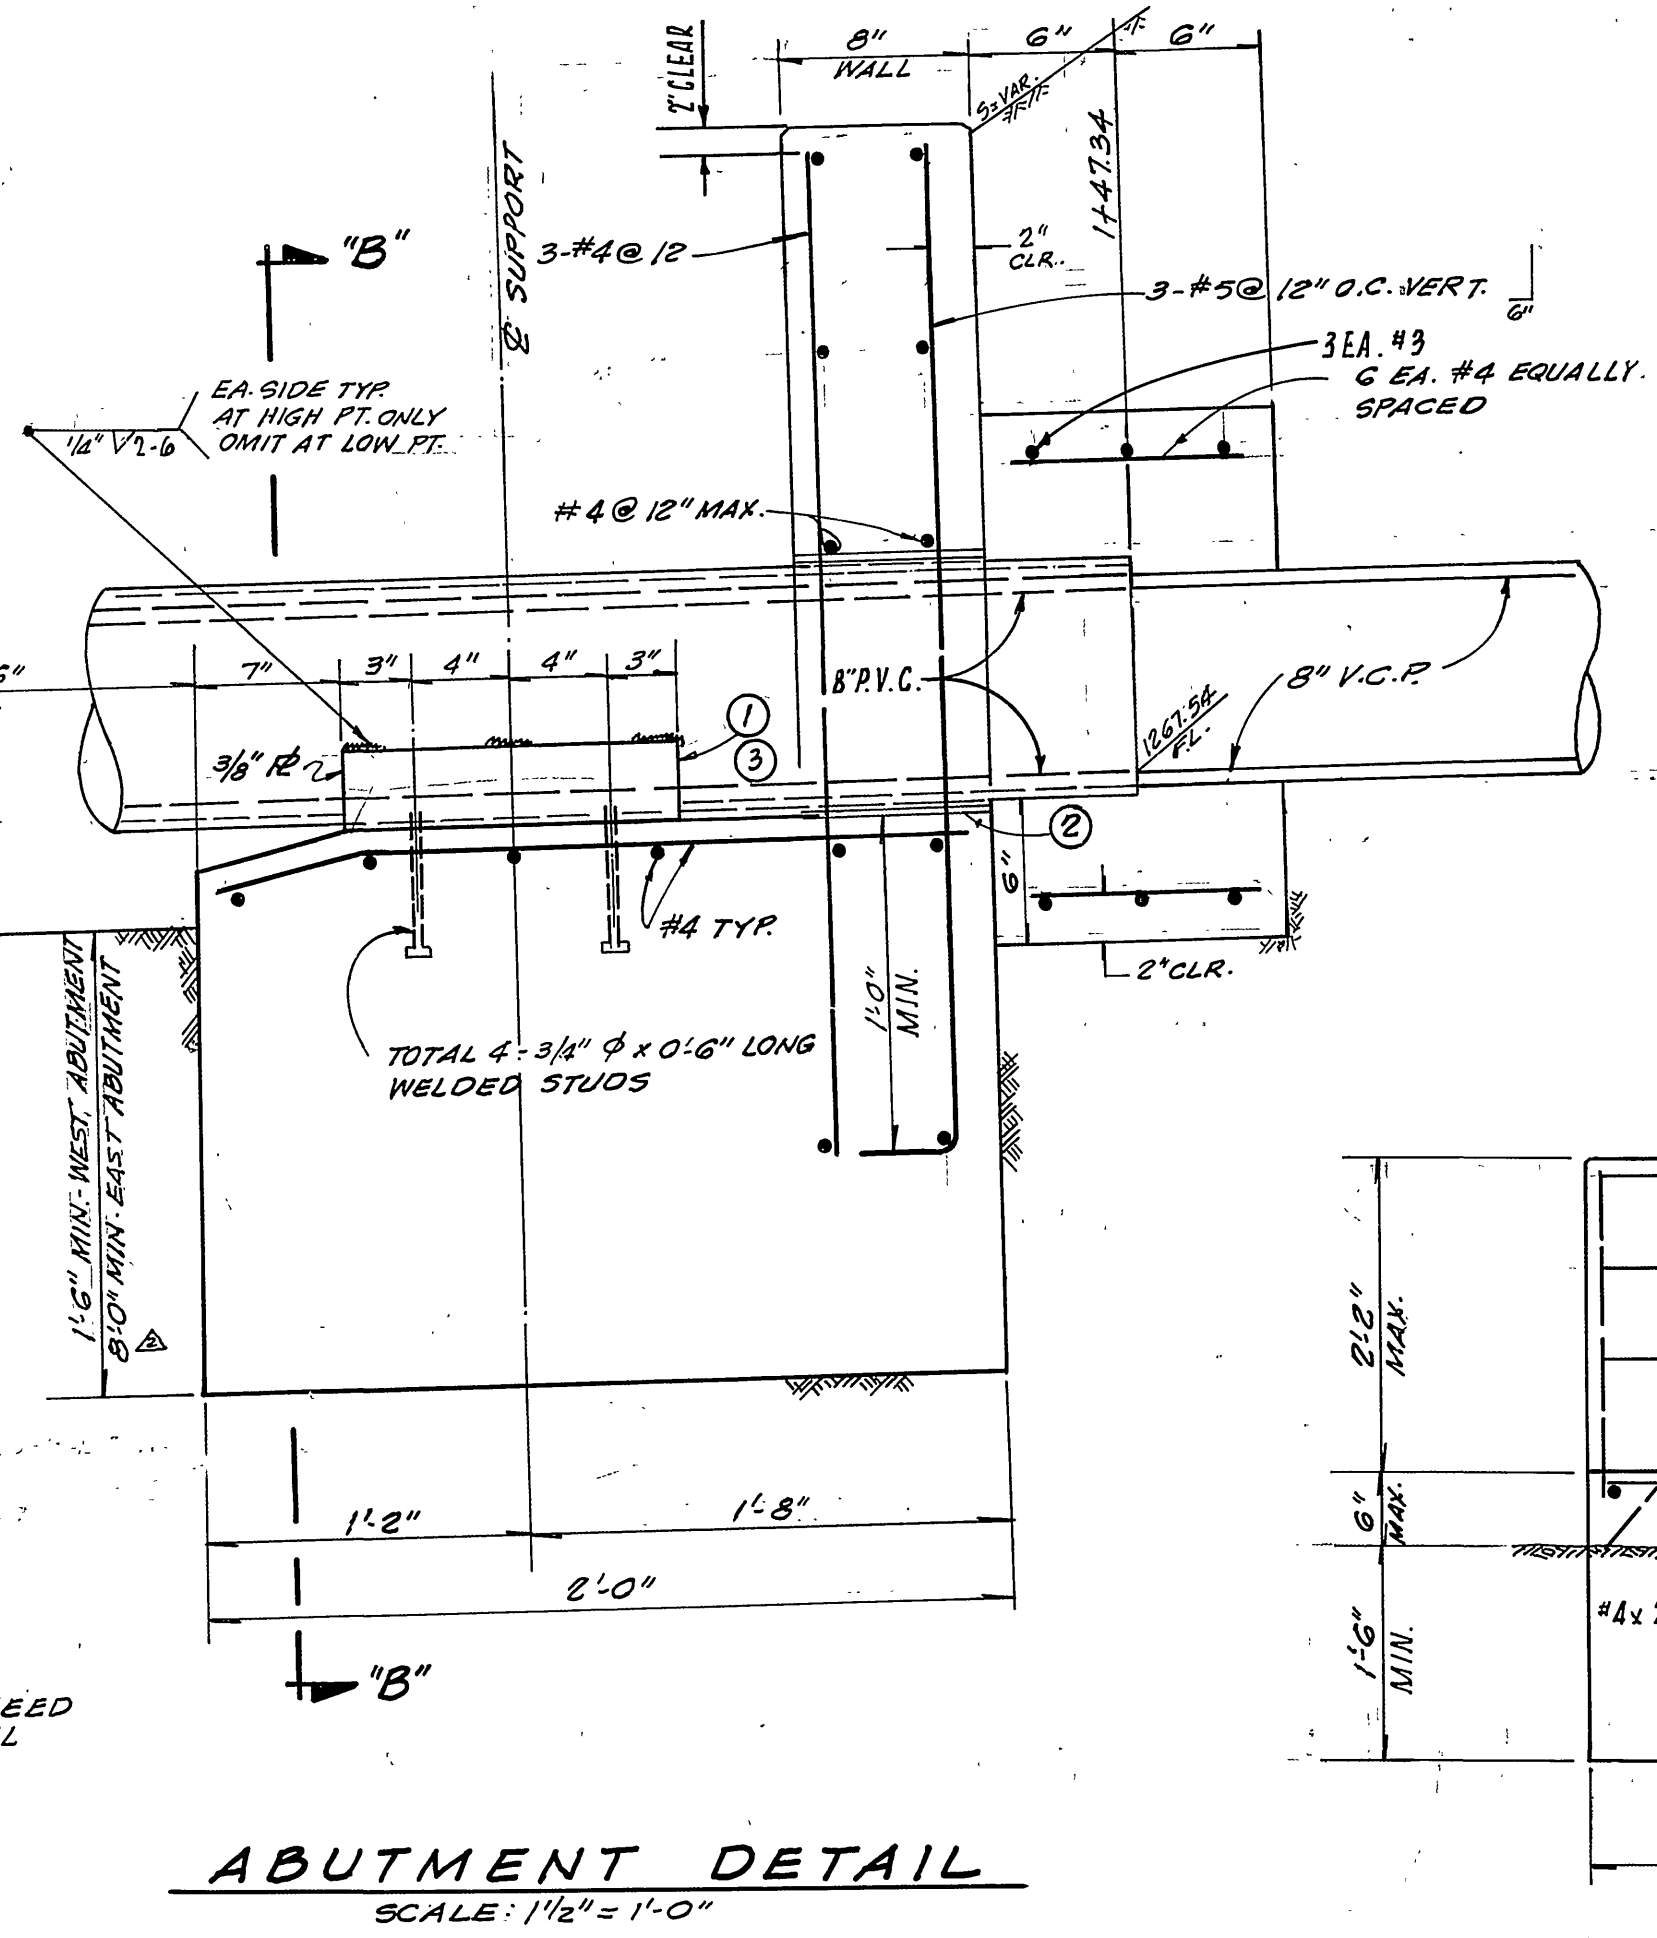 2" CLEAR
8"
WALL
6"
6"
S=VAR.
1+47.34
℄ SUPPORT
"B"
3-#4@12
2"
CLR.
3-#5@ 12" O.C. VERT.
6"
3 EA. #3
6 EA. #4 EQUALLY
SPACED
EA. SIDE TYP.
AT HIGH PT. ONLY
OMIT AT LOW PT.
1/4" 2-6
#4 @ 12" MAX.
6"
7"
3"
4"
4"
3"
8" P.V.C.
8" V.C.P.
1267.54
F.L.
3/8" ℄
1
3
2
6"
#4 TYP.
2" CLR.
1'-0"
MIN.
TOTAL 4-3/4" φ x 0'-6" LONG
WELDED STUDS
1'-6" MIN.-WEST. ABUTMENT
8'-0" MIN-EAST ABUTMENT
2
2'-2"
MAX.
6"
MAX.
1'-6"
MIN.
#4x
1'-2"
1'-8"
2'-0"
"B"
EED
L
ABUTMENT DETAIL
SCALE: 1 1/2" = 1'-0"